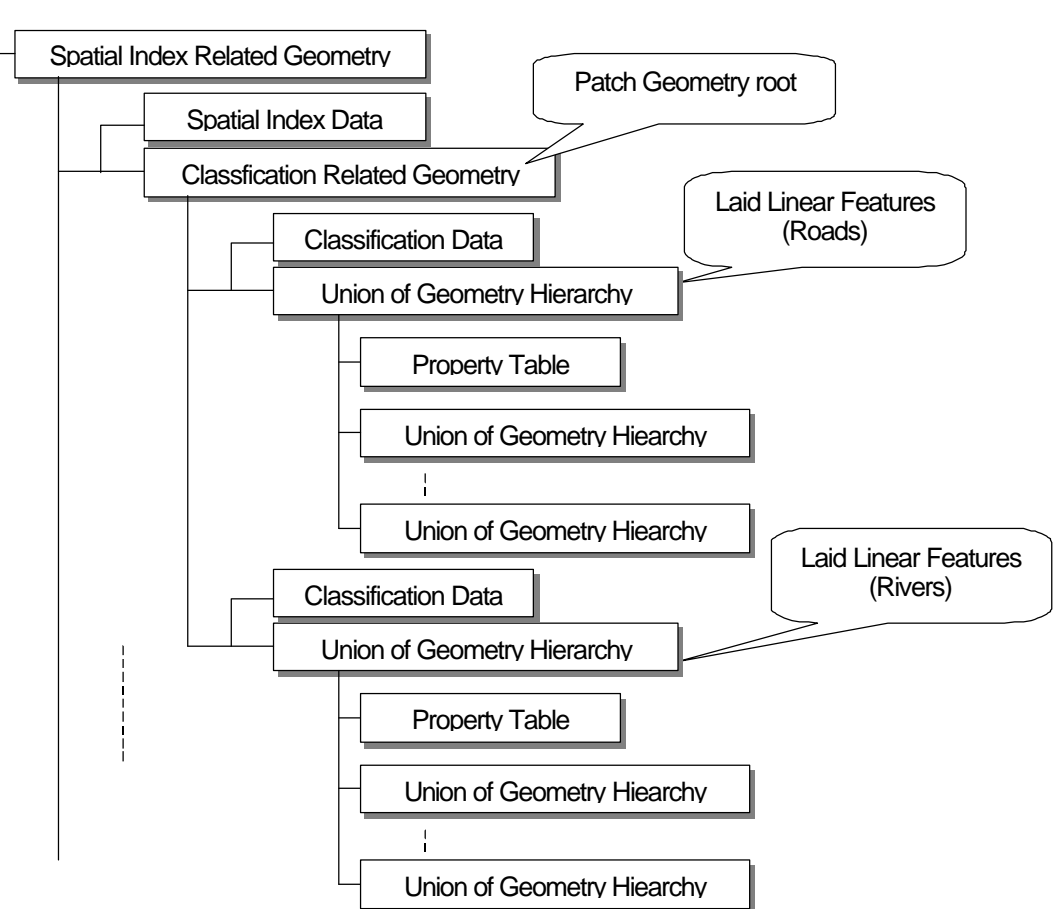 Spatial Index Related Geometry
Patch Geometry root
Spatial Index Data
Classfication Related Geometry
Laid Linear Features
(Roads)
Classification Data
Union of Geometry Hierarchy
Property Table
Union of Geometry Hiearchy
Union of Geometry Hiearchy
Laid Linear Features
(Rivers)
Classification Data
Union of Geometry Hierarchy
Property Table
Union of Geometry Hiearchy
Union of Geometry Hiearchy